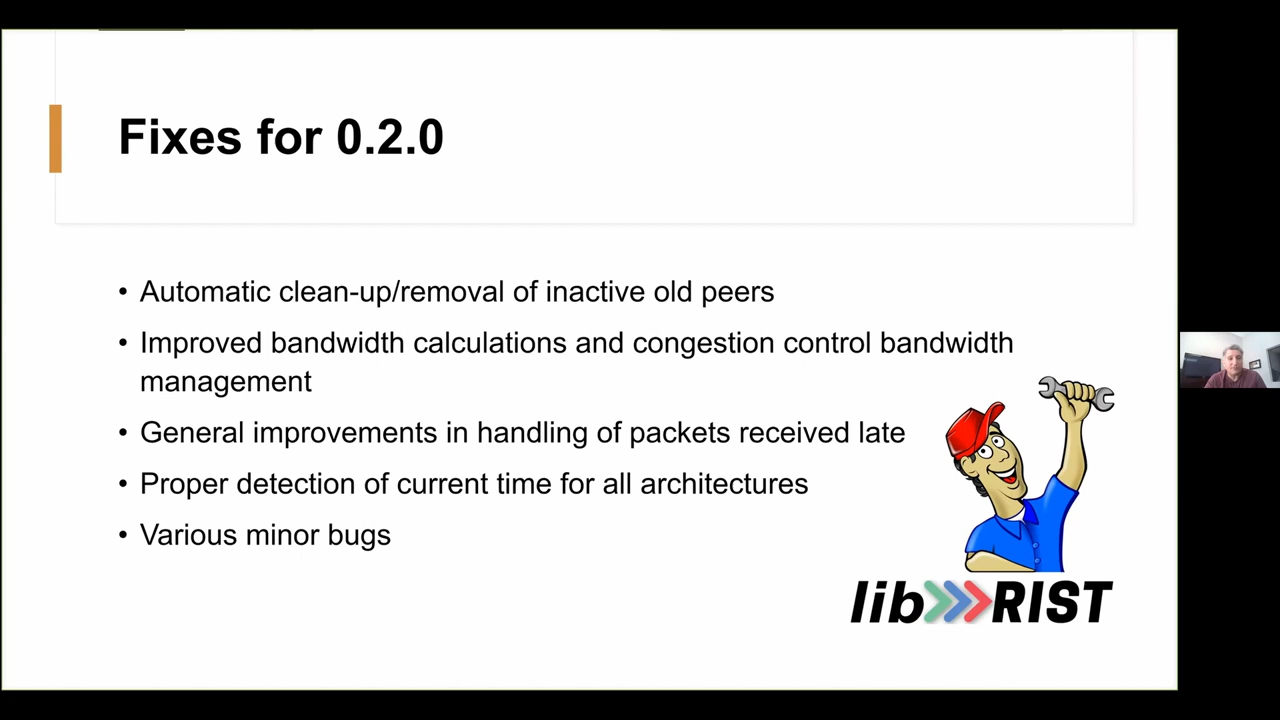 Fixes for 0.2.0
• Automatic clean-up/removal of inactive old peers
• Improved bandwidth calculations and congestion control bandwidth
management
• General improvements in handling of packets received late
• Proper detection of current time for all architectures
• Various minor bugs
lib RIST